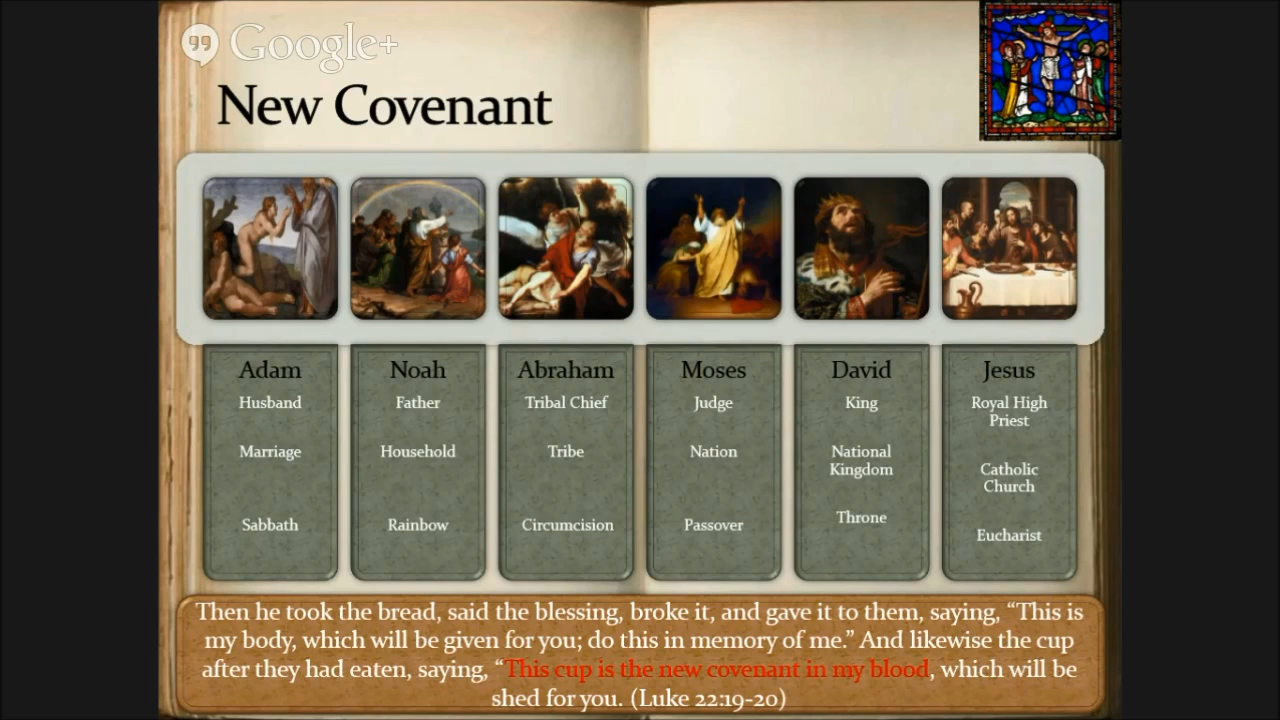 Google+
New Covenant
Adam
Husband
Marriage
Sabbath
Noah
Father
Household
Rainbow
Abraham
Tribal Chief
Tribe
Circumcision
Moses
Judge
Nation
Passover
David
King
National
Kingdom
Throne
Jesus
Royal High
Priest
Catholic
Church
Eucharist
Then he took the bread, said the blessing, broke it, and gave it to them, saying, “This is
my body, which will be given for you; do this in memory of me.” And likewise the cup
after they had eaten, saying, “This cup is the new covenant in my blood, which will be
shed for you. (Luke 22:19-20)